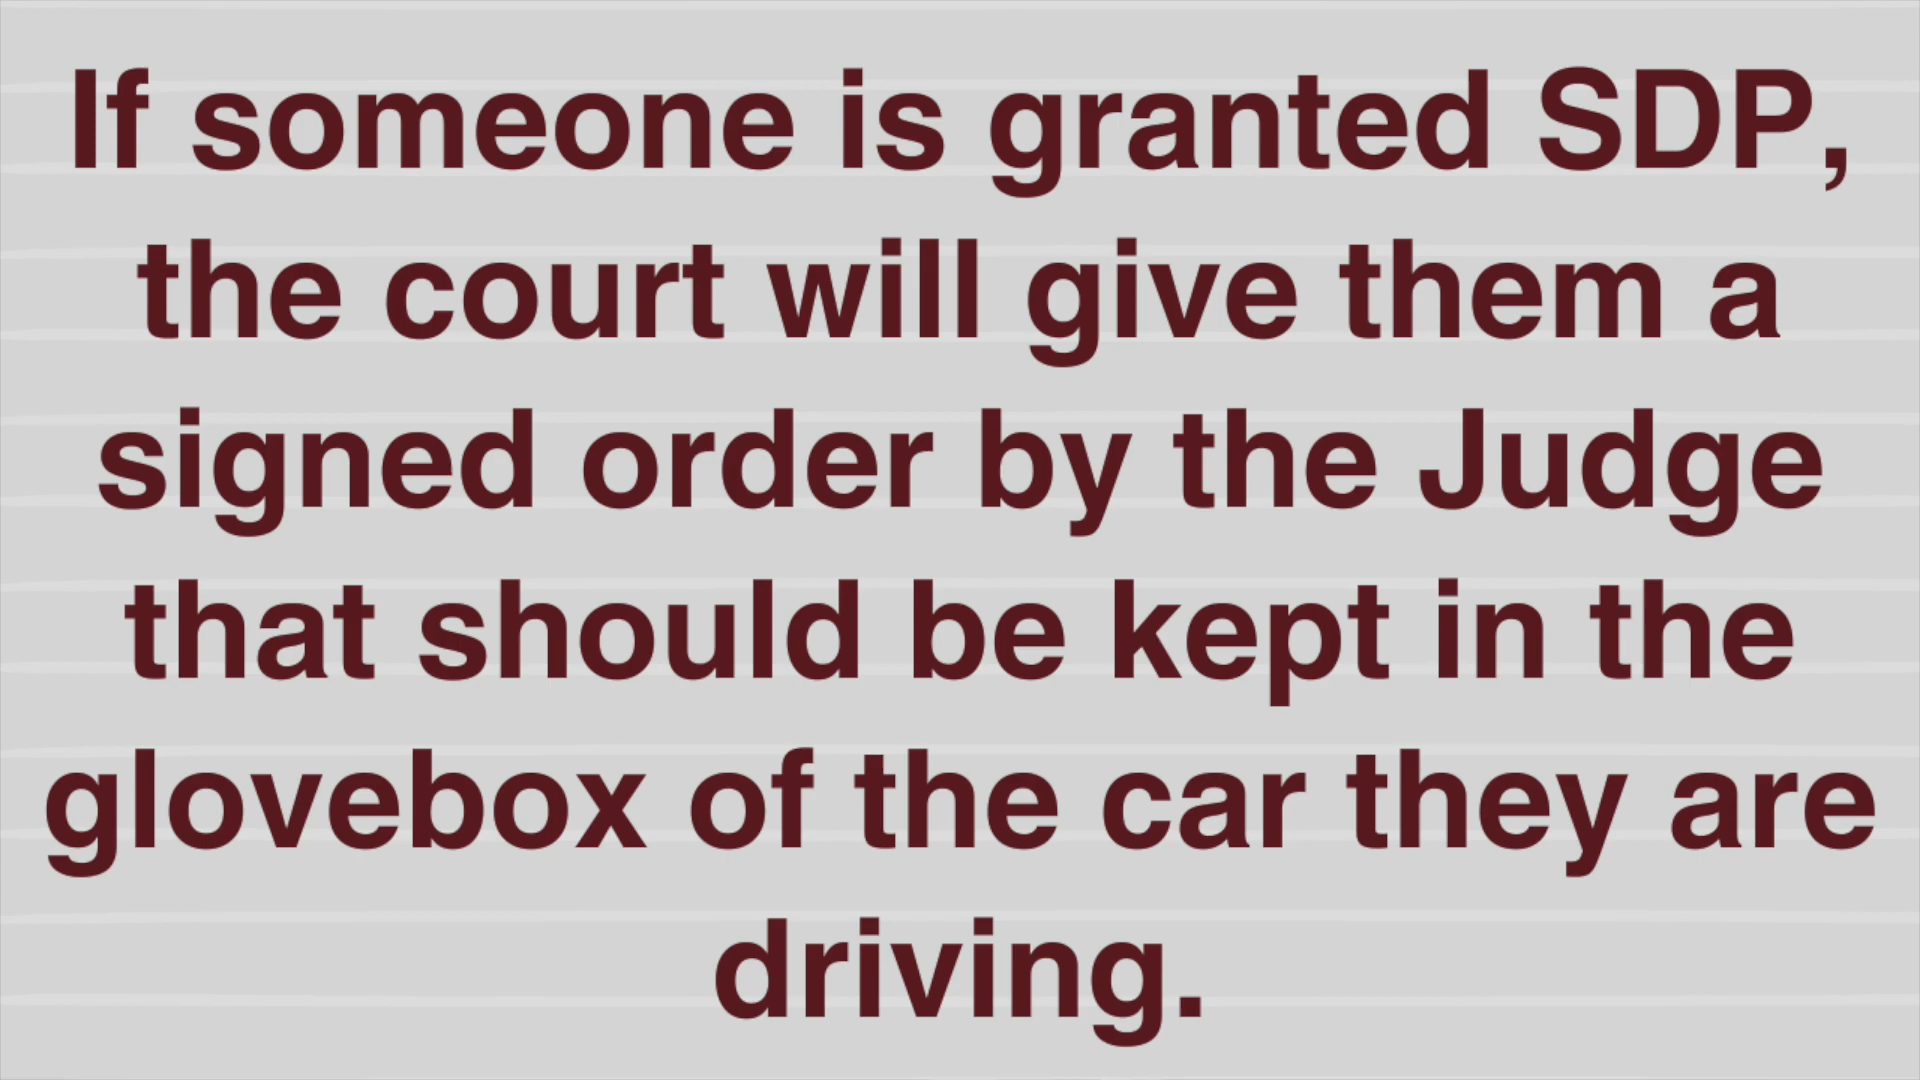 If someone is granted SDP,
the court will give them a
signed order by the Judge
that should be kept in the
glovebox of the car they are
driving.